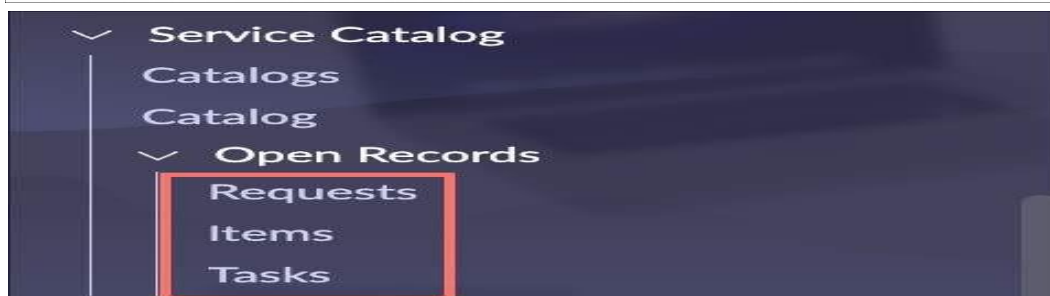 Service Catalog
Catalogs
Catalog
Open Records
Requests
Items
Tasks